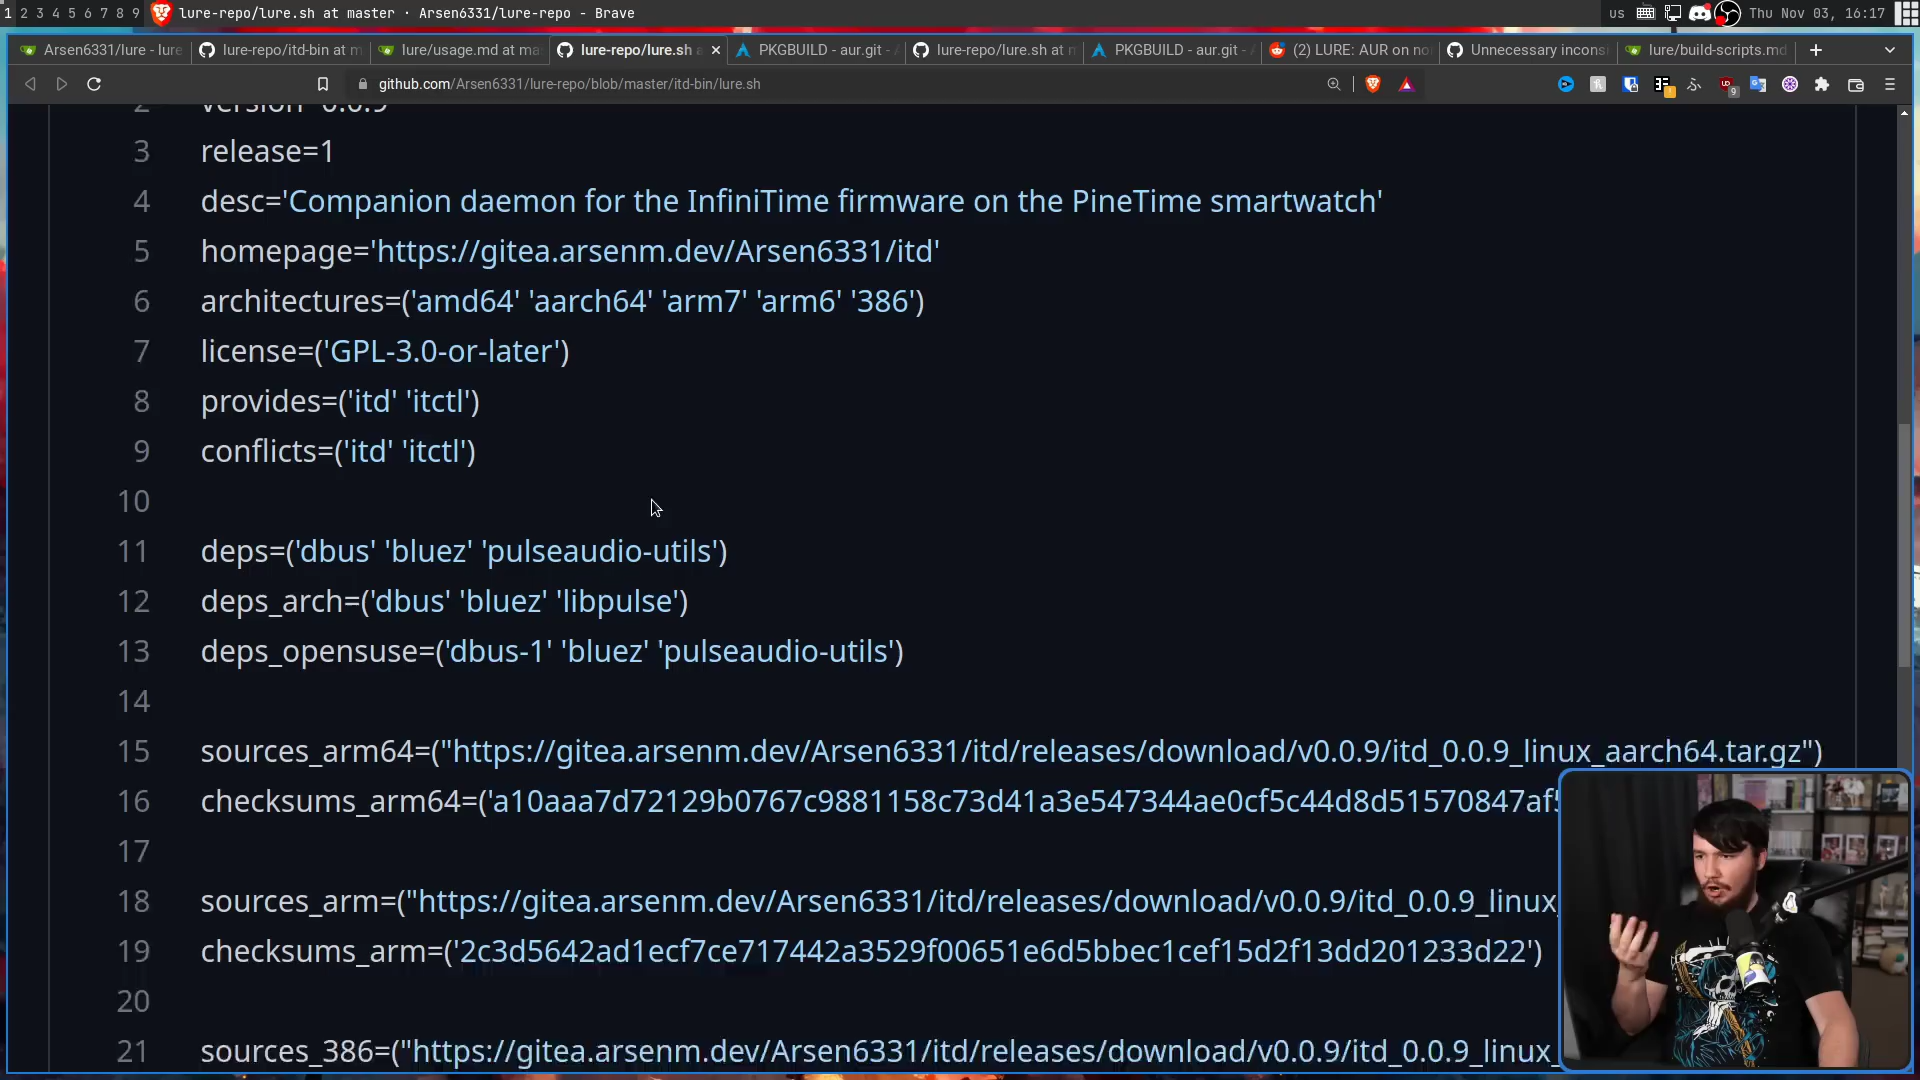 1 2 3 4 5 6 7 8 9 lure-repo/lure.sh at master · Arsen6331/lure-repo - Brave us Thu Nov 03, 16:17
Arsen6331/lure - lure lure-repo/itd-bin at m lure/usage.md at ma lure-repo/lure.sh a PKGBUILD - aur.git - lure-repo/lure.sh at m PKGBUILD - aur.git - (2) LURE: AUR on no Unnecessary incons lure/build-scripts.md
github.com/Arsen6331/lure-repo/blob/master/itd-bin/lure.sh
3 release=1
4 desc='Companion daemon for the InfiniTime firmware on the PineTime smartwatch'
5 homepage='https://gitea.arsenm.dev/Arsen6331/itd'
6 architectures=('amd64' 'aarch64' 'arm7' 'arm6' '386')
7 license=('GPL-3.0-or-later')
8 provides=('itd' 'itctl')
9 conflicts=('itd' 'itctl')
10
11 deps=('dbus' 'bluez' 'pulseaudio-utils')
12 deps_arch=('dbus' 'bluez' 'libpulse')
13 deps_opensuse=('dbus-1' 'bluez' 'pulseaudio-utils')
14
15 sources_arm64=("https://gitea.arsenm.dev/Arsen6331/itd/releases/download/v0.0.9/itd_0.0.9_linux_aarch64.tar.gz")
16 checksums_arm64=('a10aaa7d72129b0767c9881158c73d41a3e547344ae0cf5c44d8d51570847af5
17
18 sources_arm=("https://gitea.arsenm.dev/Arsen6331/itd/releases/download/v0.0.9/itd_0.0.9_linux_
19 checksums_arm=('2c3d5642ad1ecf7ce717442a3529f00651e6d5bbec1cef15d2f13dd201233d22')
20
21 sources_386=("https://gitea.arsenm.dev/Arsen6331/itd/releases/download/v0.0.9/itd_0.0.9_linux_